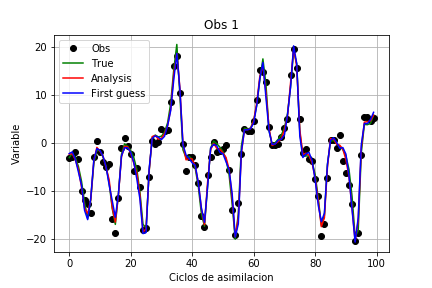 Obs 1
Obs
True
Analysis
First guess
Variable
20
10
0
−10
−20
0
20
40
60
80
100
Ciclos de asimilacion